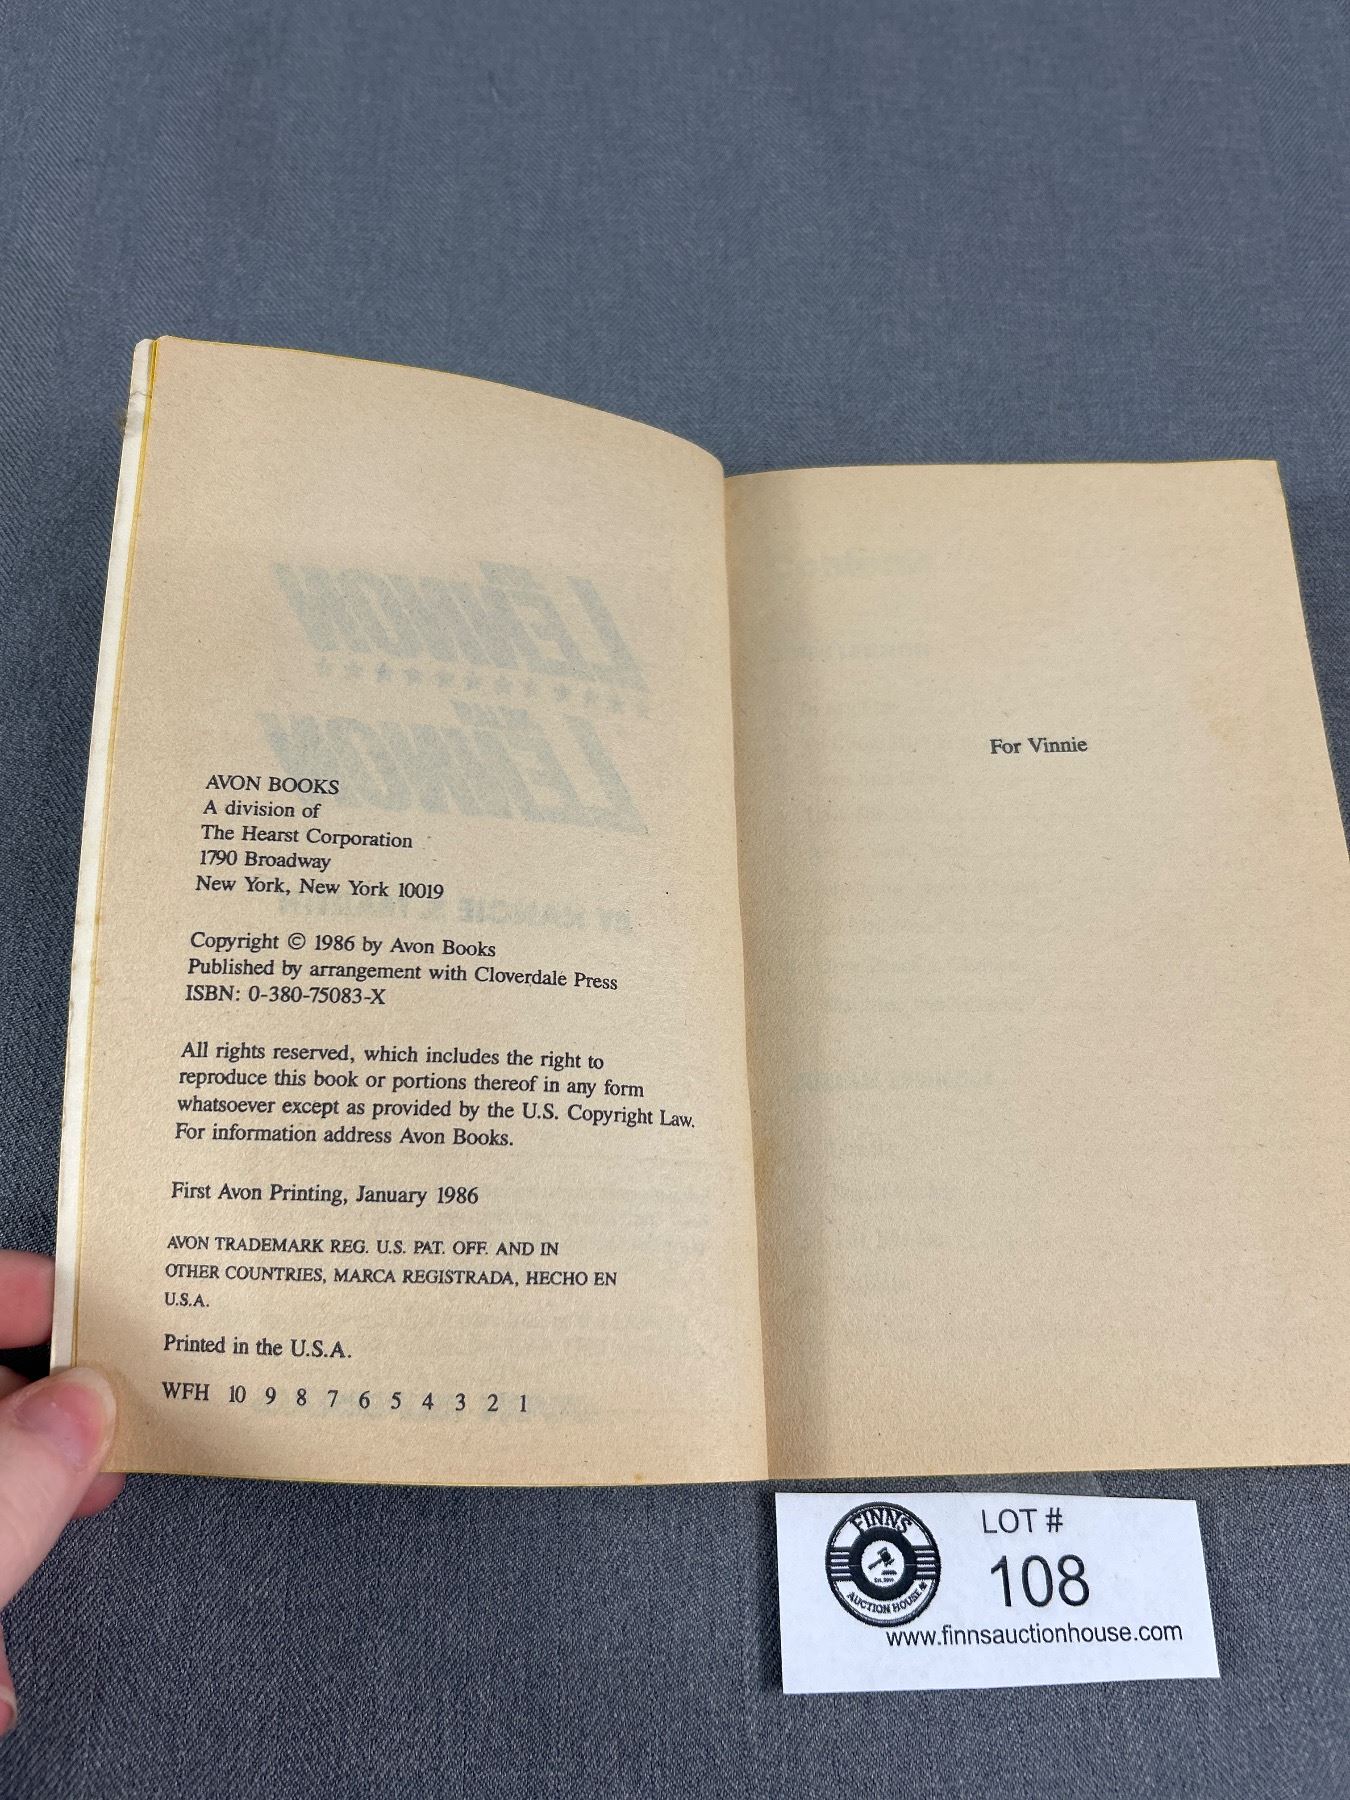 AVON BOOKS
A division of
The Hearst Corporation
1790 Broadway
New York, New York 10019
Copyright © 1986 by Avon Books
Published by arrangement with Cloverdale Press
ISBN: 0-380-75083-X
All rights reserved, which includes the right to
reproduce this book or portions thereof in any form
whatsoever except as provided by the U.S. Copyright Law.
For information address Avon Books.
First Avon Printing, January 1986
AVON TRADEMARK REG. U.S. PAT. OFF. AND IN
OTHER COUNTRIES, MARCA REGISTRADA, HECHO EN
U.S.A.
Printed in the U.S.A.
WFH 10 9 8 7 6 5 4 3 2 1
For Vinnie
FINNS
AUCTION HOUSE
LOT #
108
www.finnsauctionhouse.com